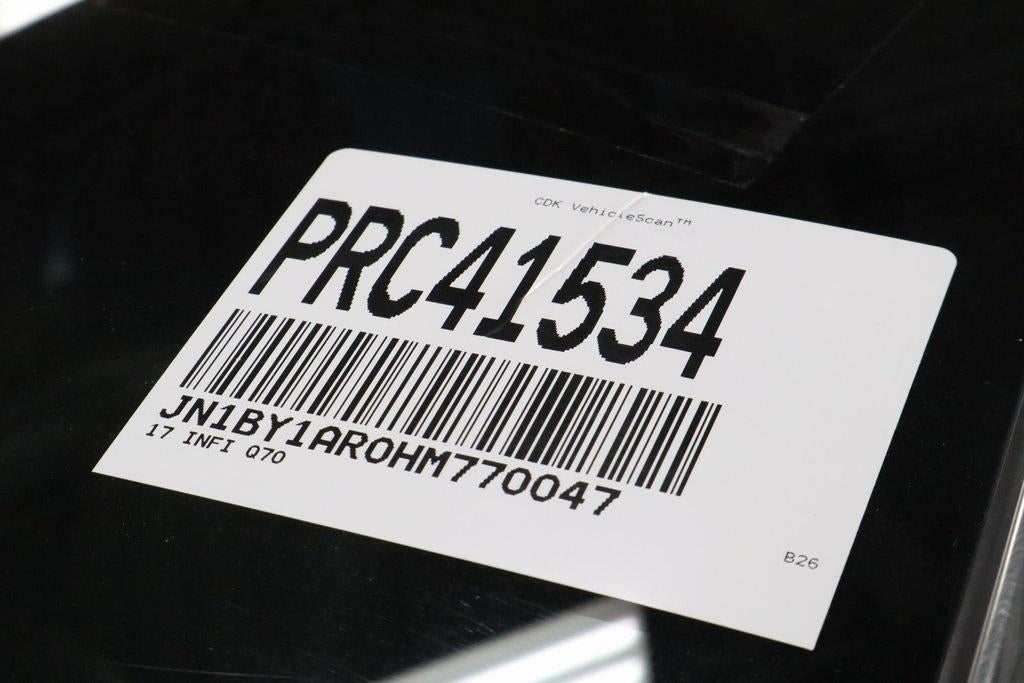 CDK VehicleScan™
PRC41534
JN1BY1AR0HM770047
17 INFI Q70
B26